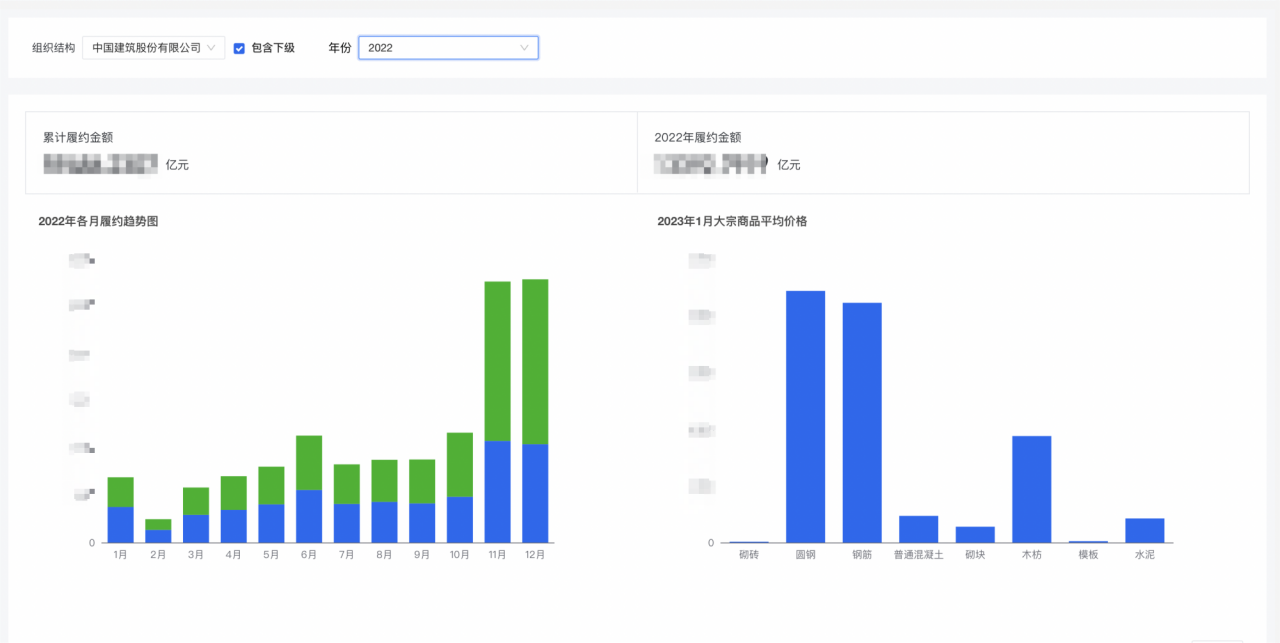 组织结构 中国建筑股份有限公司 包含下级 年份 2022
累计履约金额
亿元
2022年履约金额
亿元
2022年各月履约趋势图
0
1月 2月 3月 4月 5月 6月 7月 8月 9月 10月 11月 12月
2023年1月大宗商品平均价格
0
砌砖 圆钢 钢筋 普通混凝土 砌块 木枋 模板 水泥